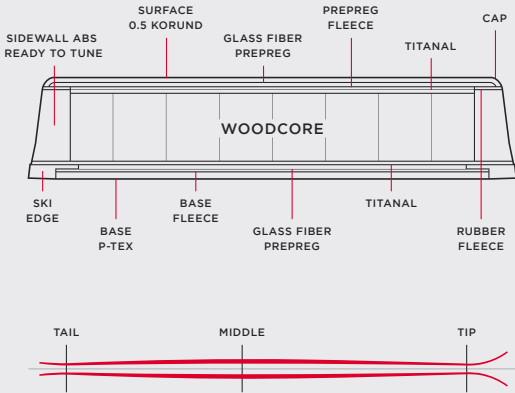 SURFACE
0.5 KORUND
PREPREG
FLEECE
CAP
SIDEWALL ABS
READY TO TUNE
GLASS FIBER
PREPREG
TITANAL
WOODCORE
SKI
EDGE
BASE
P-TEX
BASE
FLEECE
GLASS FIBER
PREPREG
TITANAL
RUBBER
FLEECE
TAIL
MIDDLE
TIP